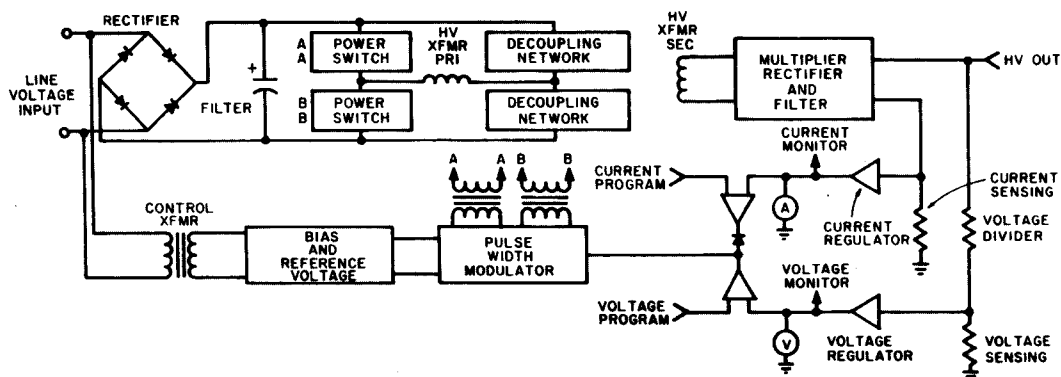 RECTIFIER
LINE
VOLTAGE
INPUT
+
FILTER
A
A
POWER
SWITCH
B
B
POWER
SWITCH
HV
XFMR
PRI
DECOUPLING
NETWORK
DECOUPLING
NETWORK
HV
XFMR
SEC
MULTIPLIER
RECTIFIER
AND
FILTER
HV OUT
CURRENT
MONITOR
CURRENT
PROGRAM
A
CURRENT
REGULATOR
CURRENT
SENSING
VOLTAGE
DIVIDER
A A B B
CONTROL
XFMR
BIAS
AND
REFERENCE
VOLTAGE
PULSE
WIDTH
MODULATOR
VOLTAGE
MONITOR
VOLTAGE
PROGRAM
V
VOLTAGE
REGULATOR
VOLTAGE
SENSING